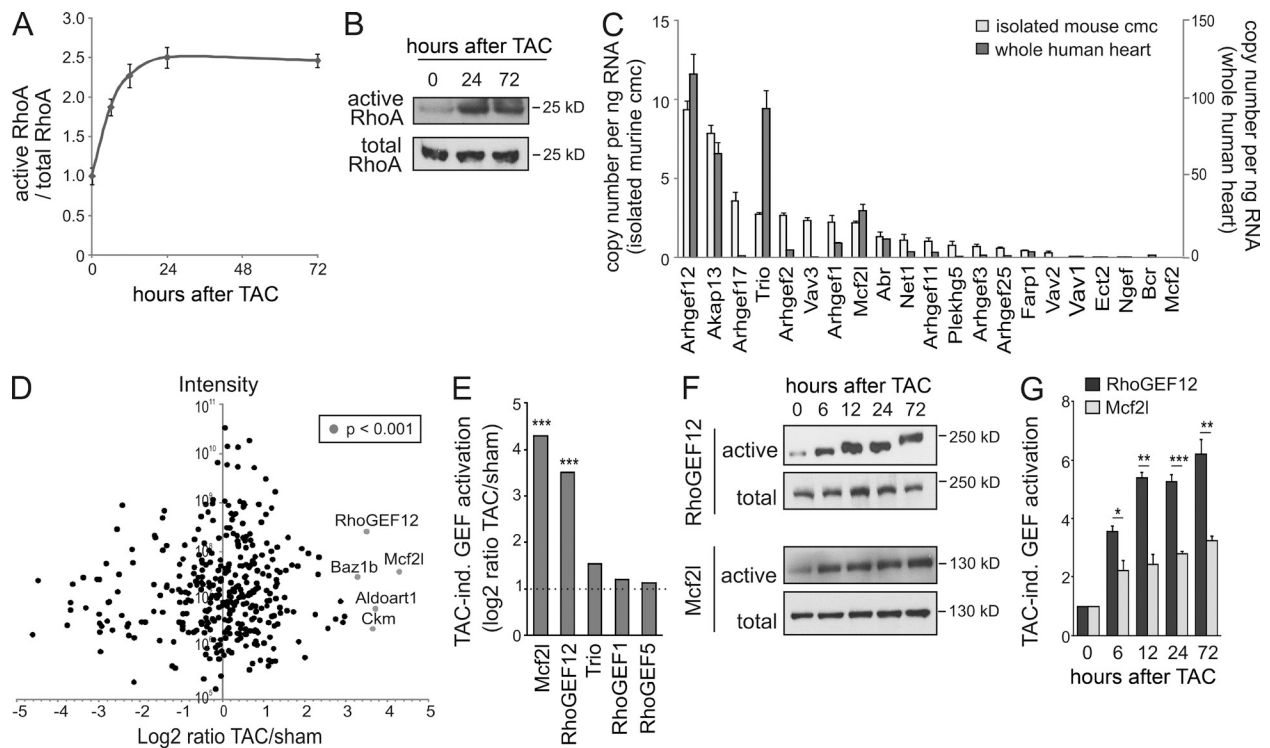 A
active RhoA
/ total RhoA
3.0
2.5
2.0
1.5
1.0
0.5
0
0 24 48 72
hours after TAC
B
hours after TAC
0 24 72
active
RhoA
25 kD
total
RhoA
25 kD
C
copy number per ng RNA
(isolated murine cmc)
15
10
5
0
isolated mouse cmc
whole human heart
150
100
50
0
copy number per ng RNA
(whole human heart)
Arhgef12
Akap13
Arhgef17
Trio
Arhgef2
Vav3
Arhgef1
Mcf2l
Abr
Net1
Arhgef11
Plekhg5
Arhgef3
Arhgef25
Farp1
Vav2
Vav1
Ect2
Ngef
Bcr
Mcf2
D
Intensity
10¹¹
10¹⁰
10⁹
p < 0.001
RhoGEF12
Baz1b
Mcf2l
Aldoart1
Ckm
-5 -4 -3 -2 -1 0 1 2 3 4 5
Log2 ratio TAC/sham
E
TAC-ind. GEF activation
(log2 ratio TAC/sham)
5
4
3
2
1
0
***
***
Mcf2l
RhoGEF12
Trio
RhoGEF1
RhoGEF5
F
hours after TAC
0 6 12 24 72
RhoGEF12
active
250 kD
total
250 kD
Mcf2l
active
130 kD
total
130 kD
G
RhoGEF12
Mcf2l
TAC-ind. GEF activation
8
6
4
2
0
*
**
***
**
0 6 12 24 72
hours after TAC